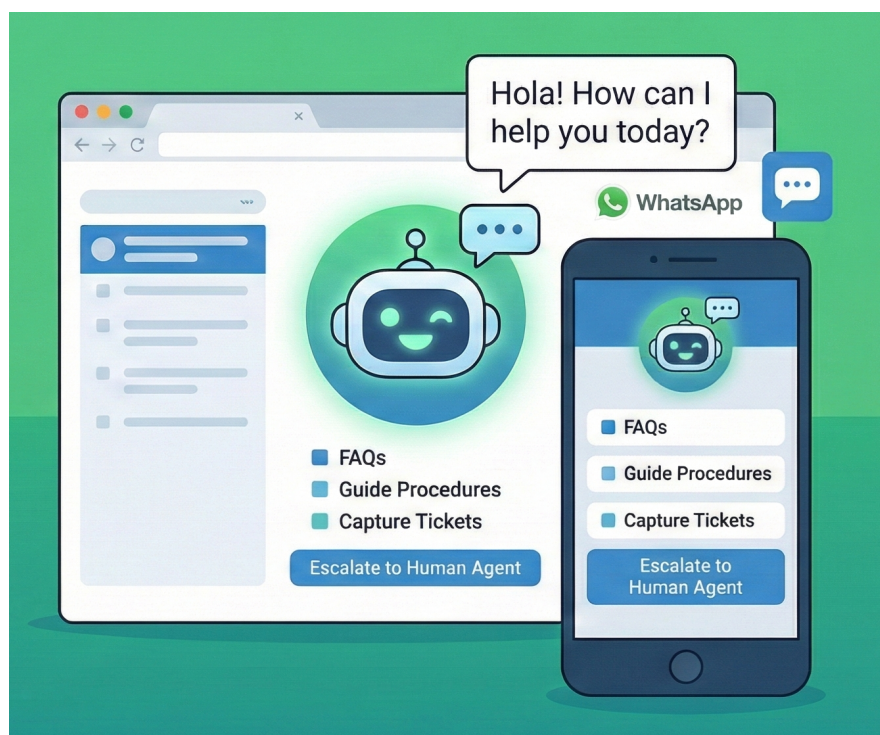 Hola! How can I
help you today?
WhatsApp
FAQs
Guide Procedures
Capture Tickets
Escalate to Human Agent
FAQs
Guide Procedures
Capture Tickets
Escalate to
Human Agent